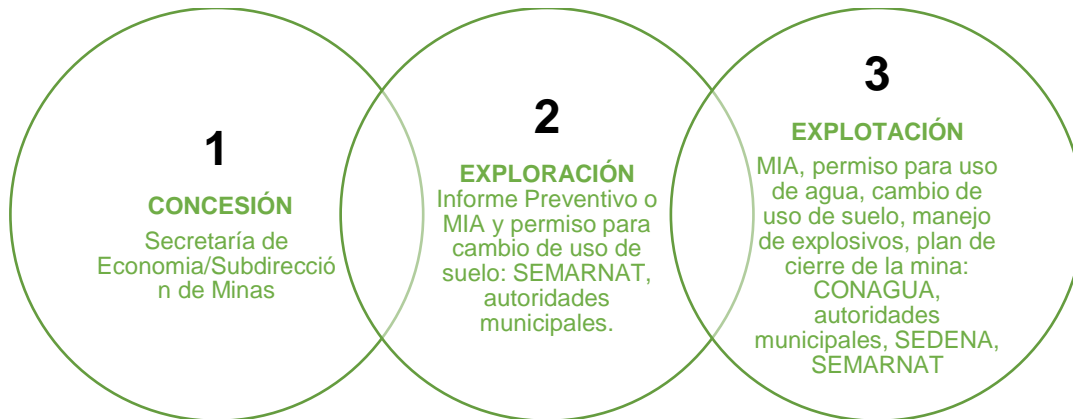 1
CONCESIÓN
Secretaría de
Economia/Subdirecció
n de Minas
2
EXPLORACIÓN
Informe Preventivo o
MIA y permiso para
cambio de uso de
suelo: SEMARNAT,
autoridades
municipales.
3
EXPLOTACIÓN
MIA, permiso para uso
de agua, cambio de
uso de suelo, manejo
de explosivos, plan de
cierre de la mina:
CONAGUA,
autoridades
municipales, SEDENA,
SEMARNAT